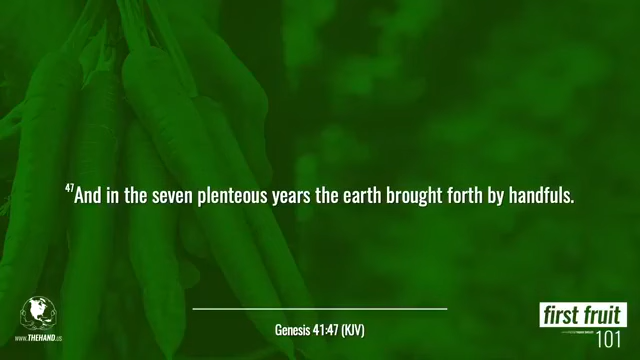 47And in the seven plenteous years the earth brought forth by handfuls.
Genesis 41:47 (KJV)
www.THEHAND.us
first fruit
101